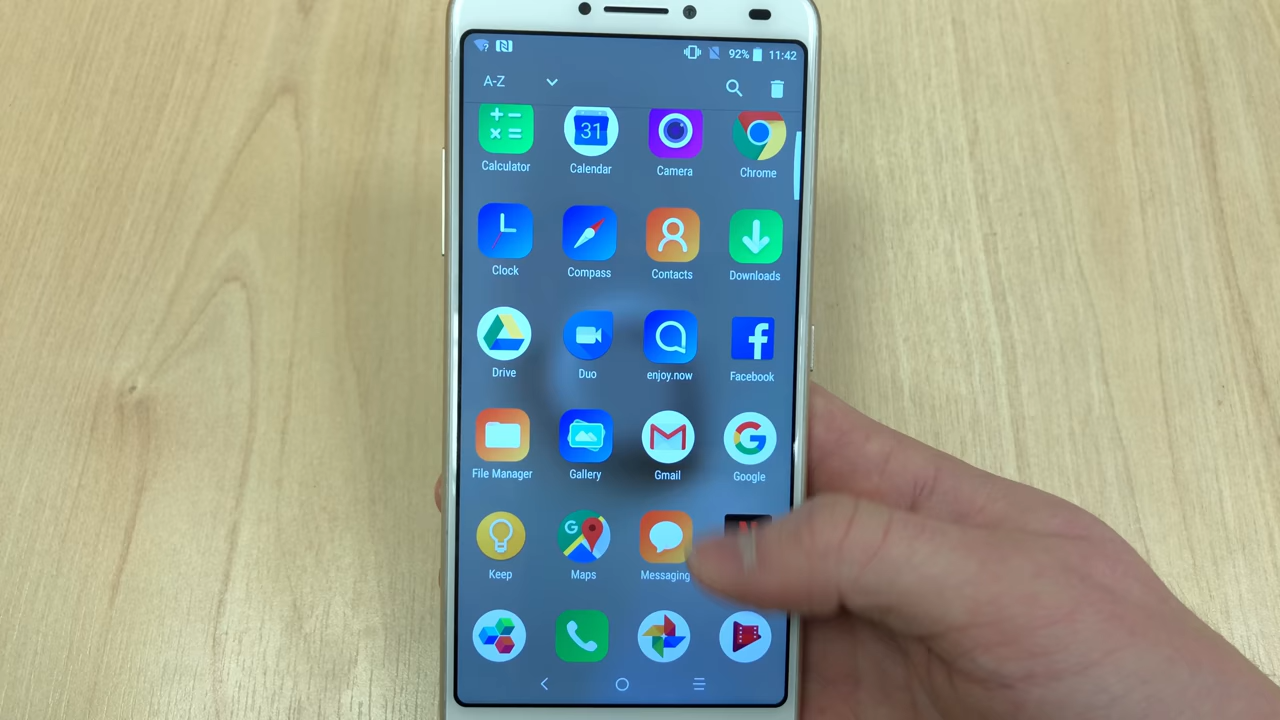 92% 11:42
A-Z
31
Calculator Calendar Camera Chrome
Clock Compass Contacts Downloads
Drive Duo enjoy.now Facebook
File Manager Gallery Gmail Google
Keep Maps Messaging